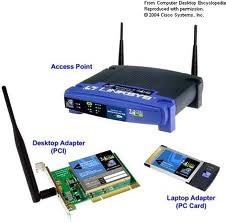 From Computer Desktop Encyclopedia
Reproduced with permission.
© 2004 Cisco Systems, Inc.
Access Point
LINKSYS
Desktop Adapter
(PCI)
Laptop Adapter
(PC Card)